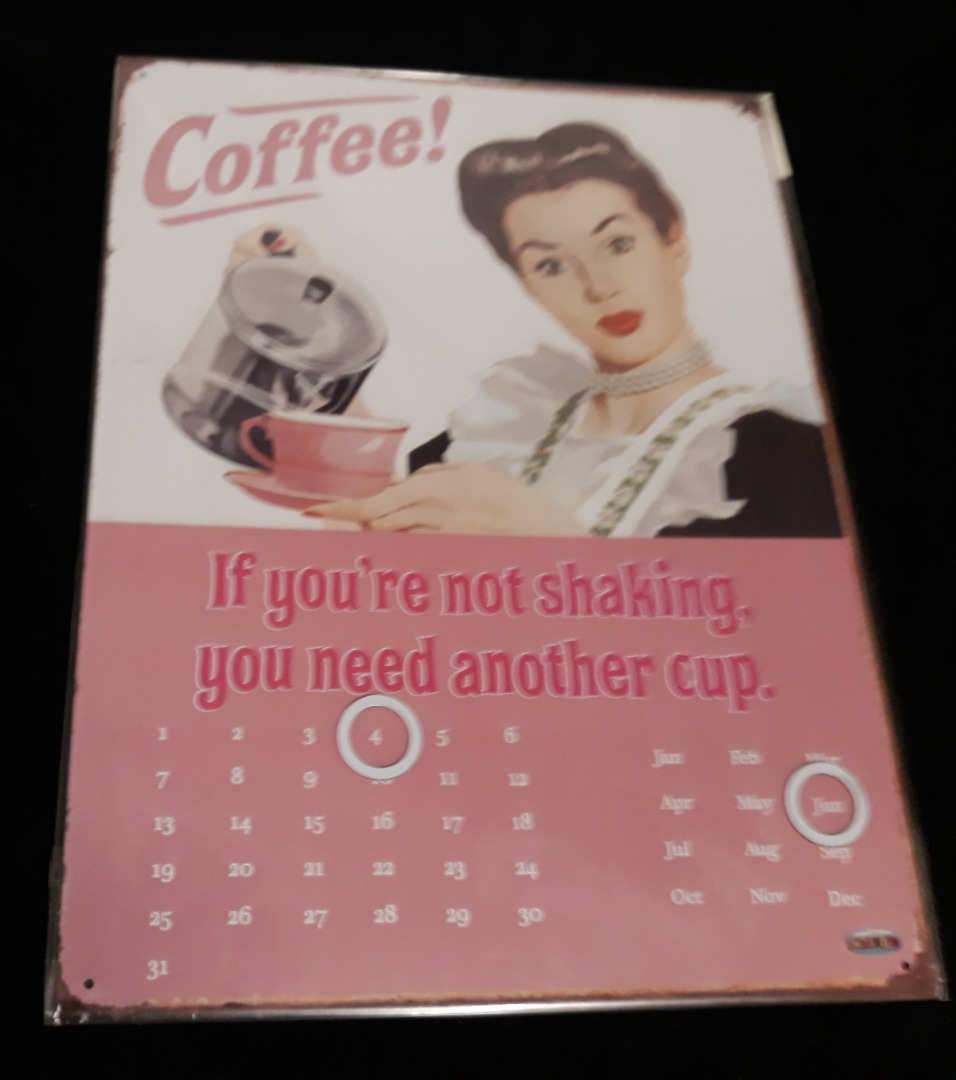 Coffee!
If you're not shaking,
you need another cup.
1 2 3 4 5 6
7 8 9 10 11 12
13 14 15 16 17 18
19 20 21 22 23 24
25 26 27 28 29 30
31
Jan Feb Mar
Apr May Jun
Jul Aug Sep
Oct Nov Dec